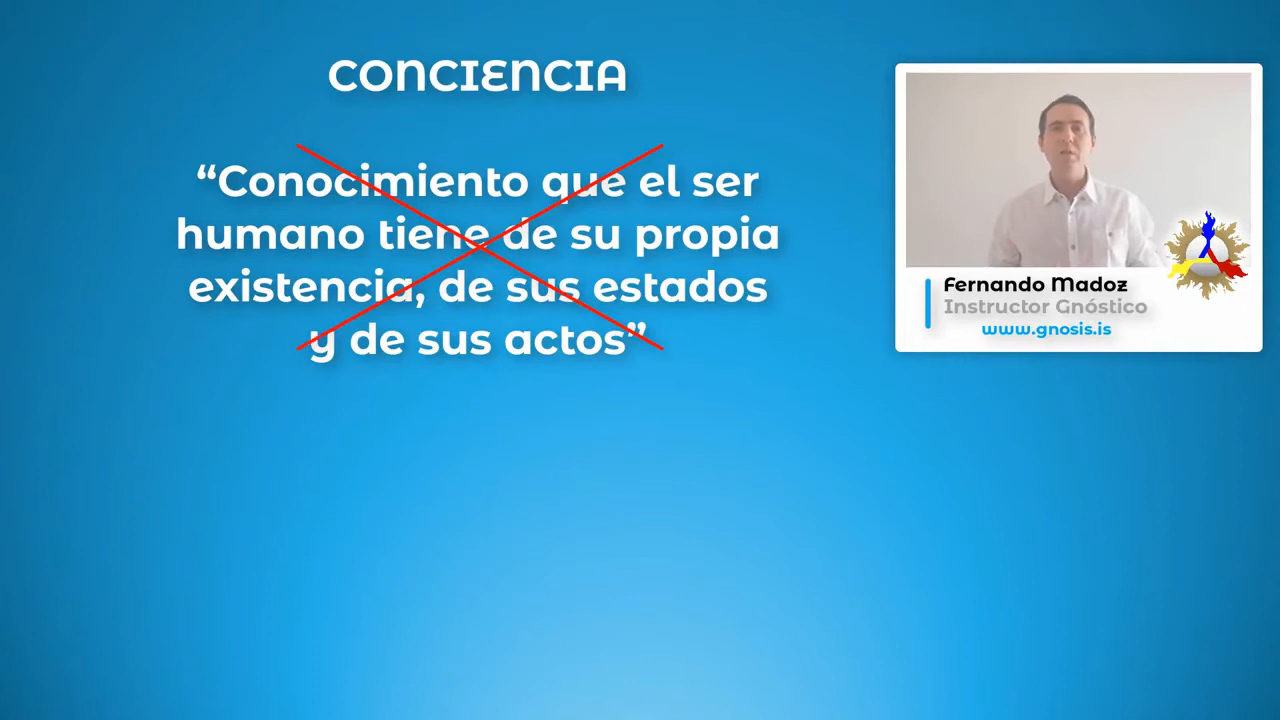 CONCIENCIA
“Conocimiento que el ser
humano tiene de su propia
existencia, de sus estados
y de sus actos”
Fernando Madoz
Instructor Gnóstico
www.gnosis.is